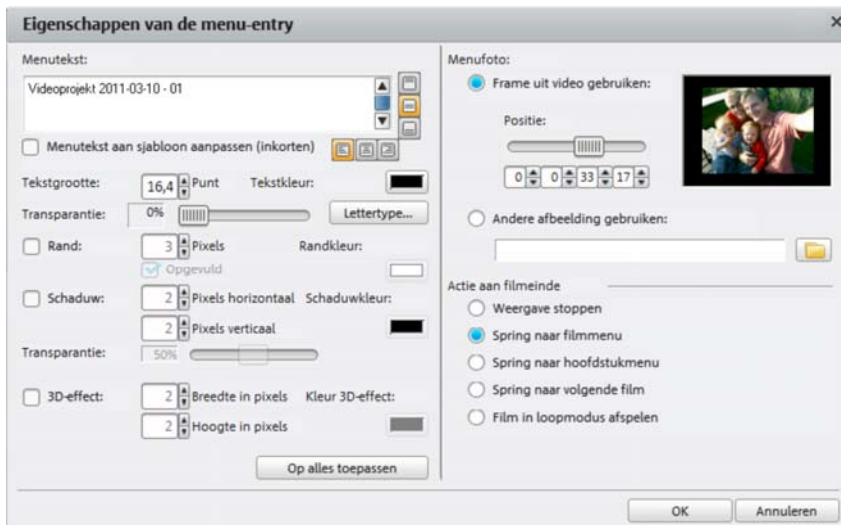 Eigenschappen van de menu-entry
Menutekst:
Videoprojekt 2011-03-10 - 01
Menutekst aan sjabloon aanpassen (inkorten)
Tekstgrootte: 16,4 Punt Tekstkleur:
Transparantie: 0% Lettertype...
Rand: 3 Pixels Randkleur:
Opgevuld
Schaduw: 2 Pixels horizontaal Schaduwkleur:
2 Pixels verticaal
Transparantie: 50%
3D-effect: 2 Breedte in pixels Kleur 3D-effect:
2 Hoogte in pixels
Op alles toepassen
Menufoto:
Frame uit video gebruiken:
Positie:
0 0 33 17
Andere afbeelding gebruiken:
Actie aan filmeinde
Weergave stoppen
Spring naar filmmenu
Spring naar hoofdstukmenu
Spring naar volgende film
Film in loopmodus afspelen
OK Annuleren